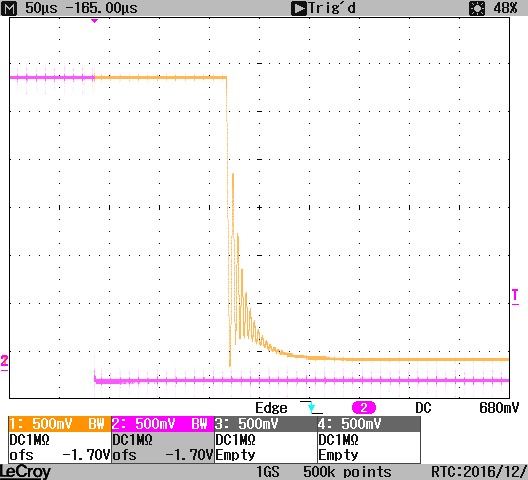 M 50µs -165.00µs Trig'd 48%
T
2
Edge 2 DC 680mV
1: 500mV BW 2: 500mV BW 3: 500mV 4: 500mV
DC1MΩ DC1MΩ DC1MΩ DC1MΩ
ofs -1.70V ofs -1.70V Empty Empty
LeCroy 1GS 500k points RTC:2016/12/